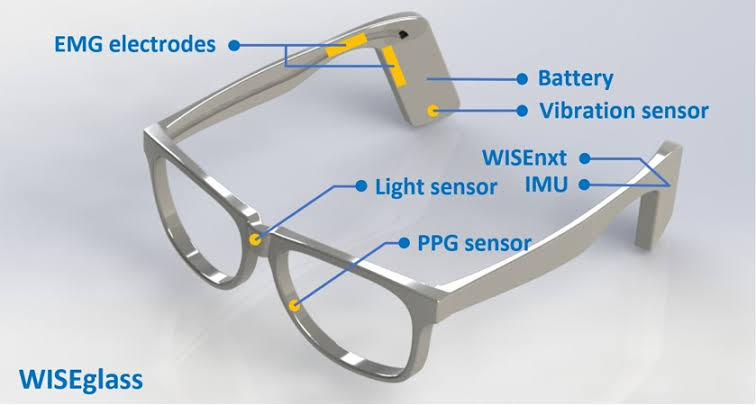 EMG electrodes
Battery
Vibration sensor
WISEnxt
Light sensor
IMU
PPG sensor
WISEglass